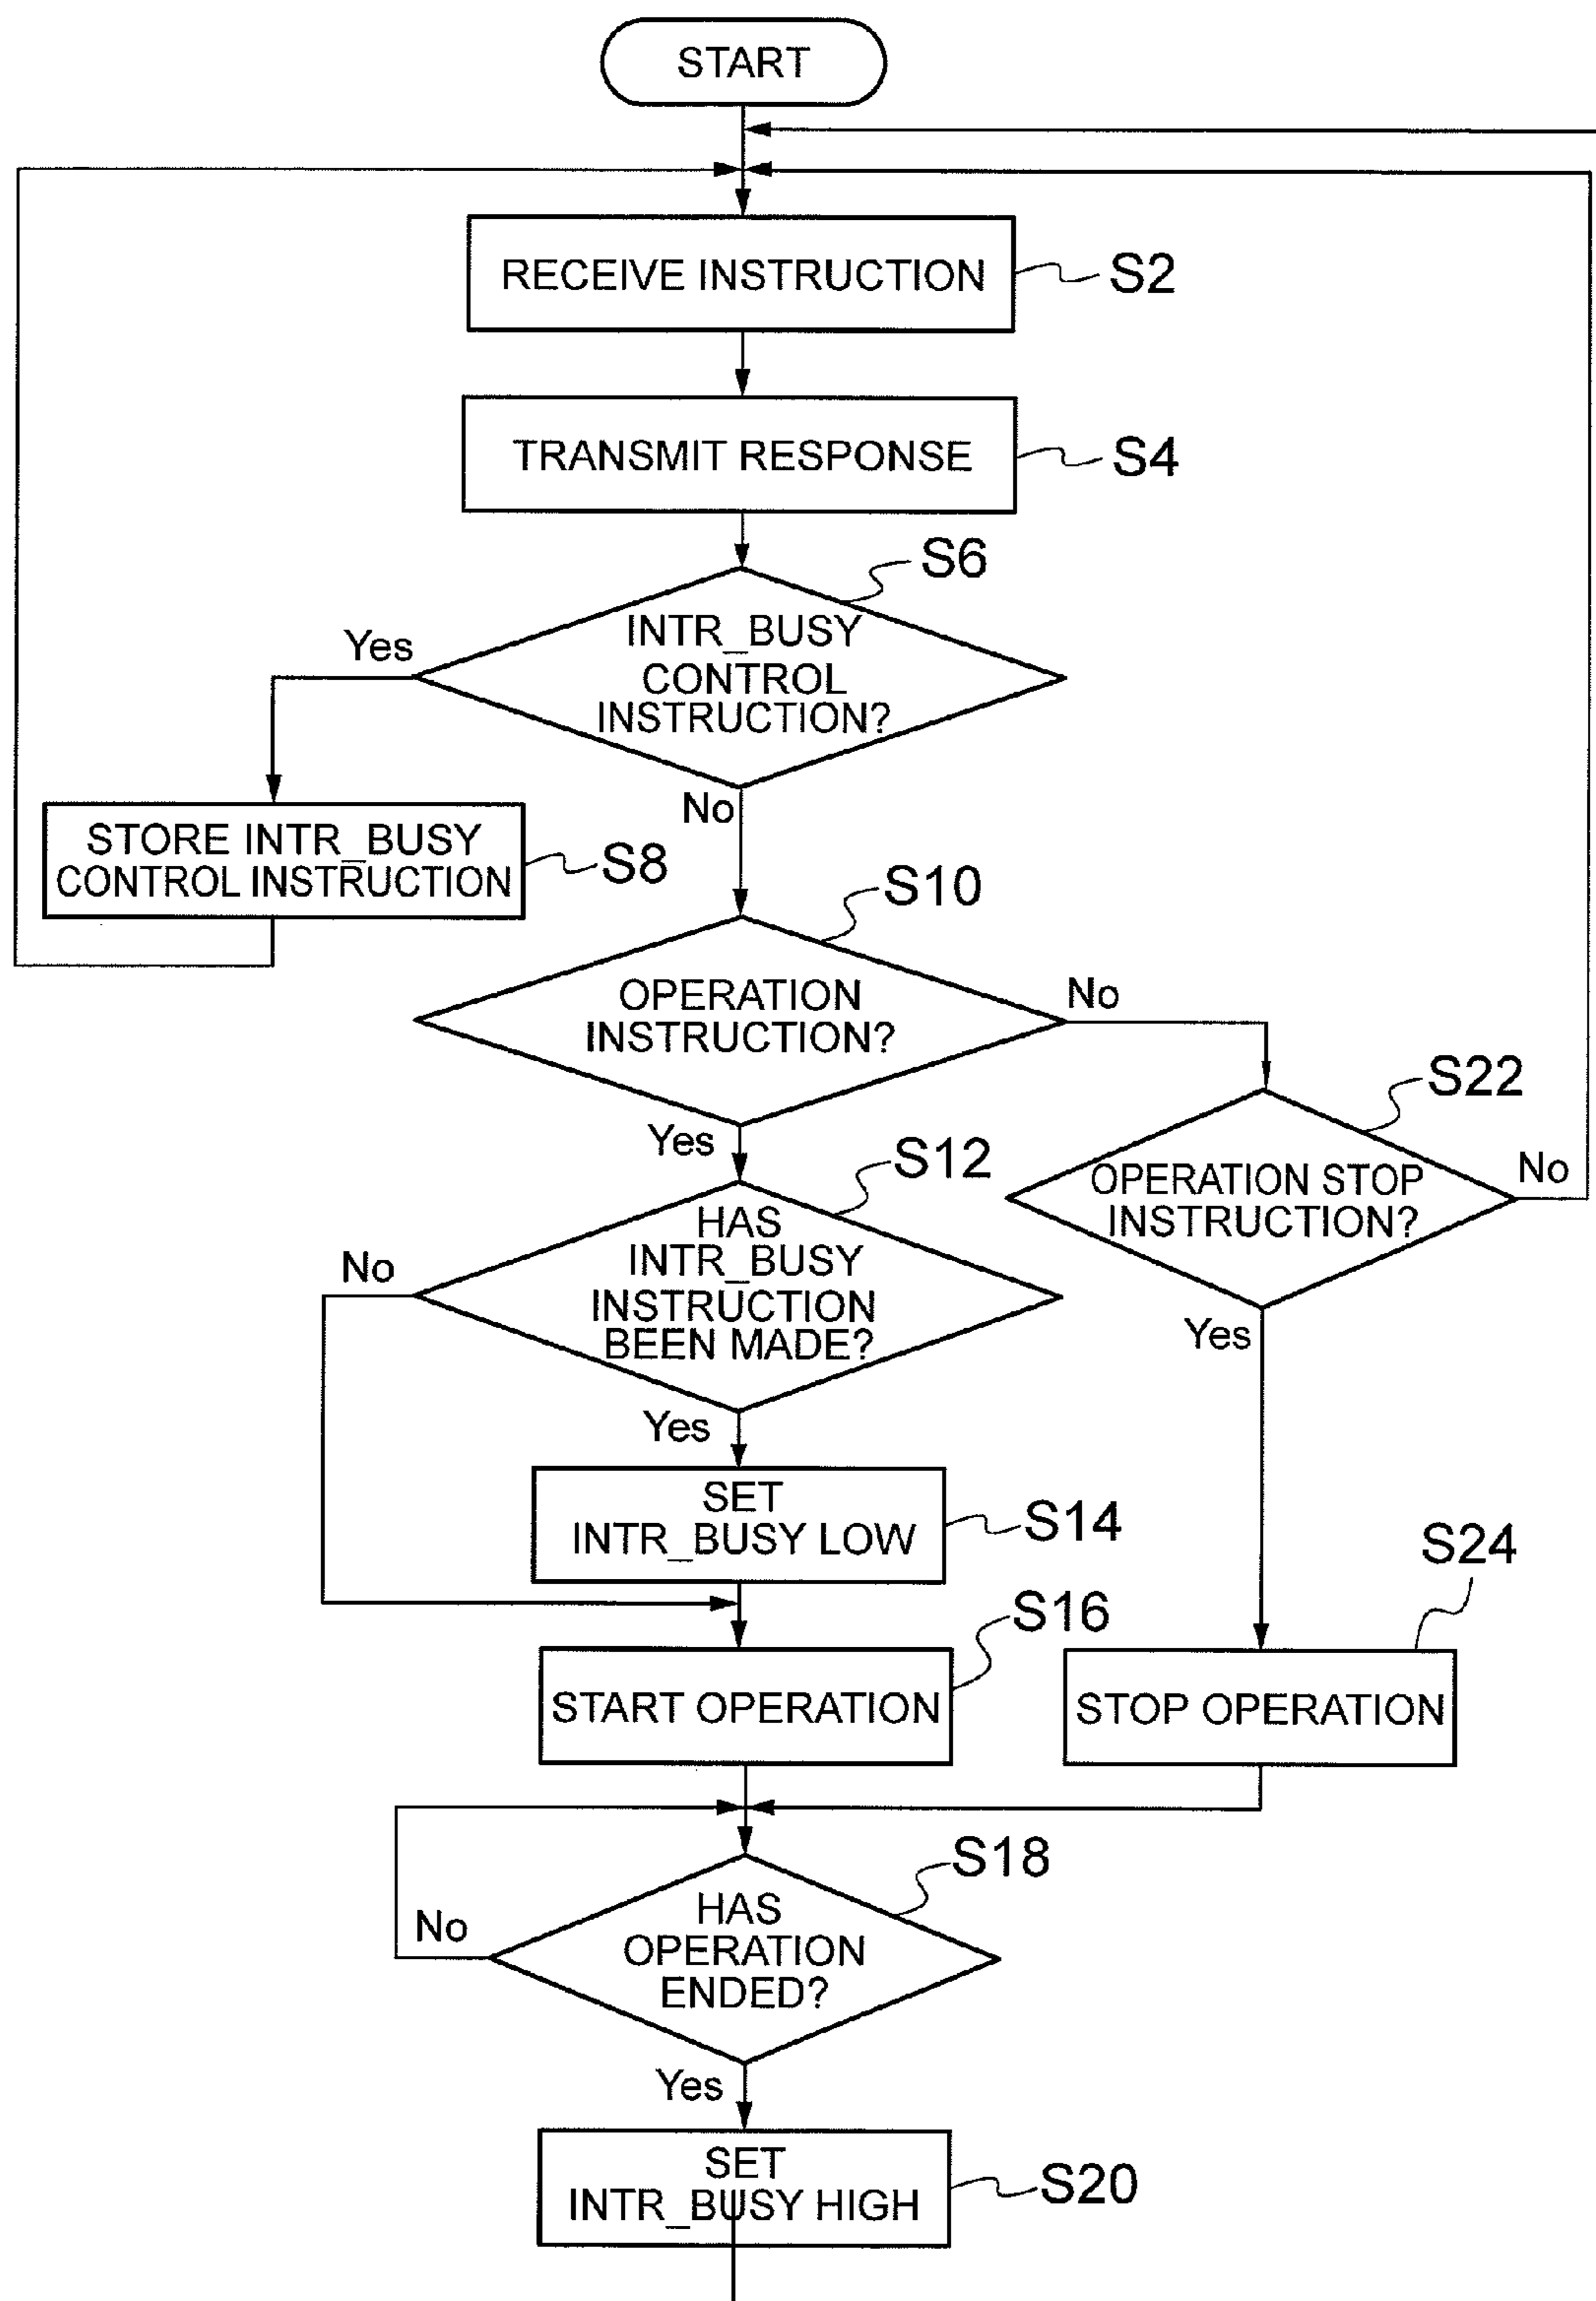 START
RECEIVE INSTRUCTION
S2
TRANSMIT RESPONSE
S4
S6
INTR_BUSY
CONTROL
INSTRUCTION?
Yes
No
STORE INTR_BUSY
CONTROL INSTRUCTION
S8
S10
OPERATION
INSTRUCTION?
No
Yes
S22
OPERATION STOP
INSTRUCTION?
No
Yes
S12
HAS
INTR_BUSY
INSTRUCTION
BEEN MADE?
No
Yes
SET
INTR_BUSY LOW
S14
S24
S16
START OPERATION
STOP OPERATION
S18
HAS
OPERATION
ENDED?
No
Yes
SET
INTR_BUSY HIGH
S20